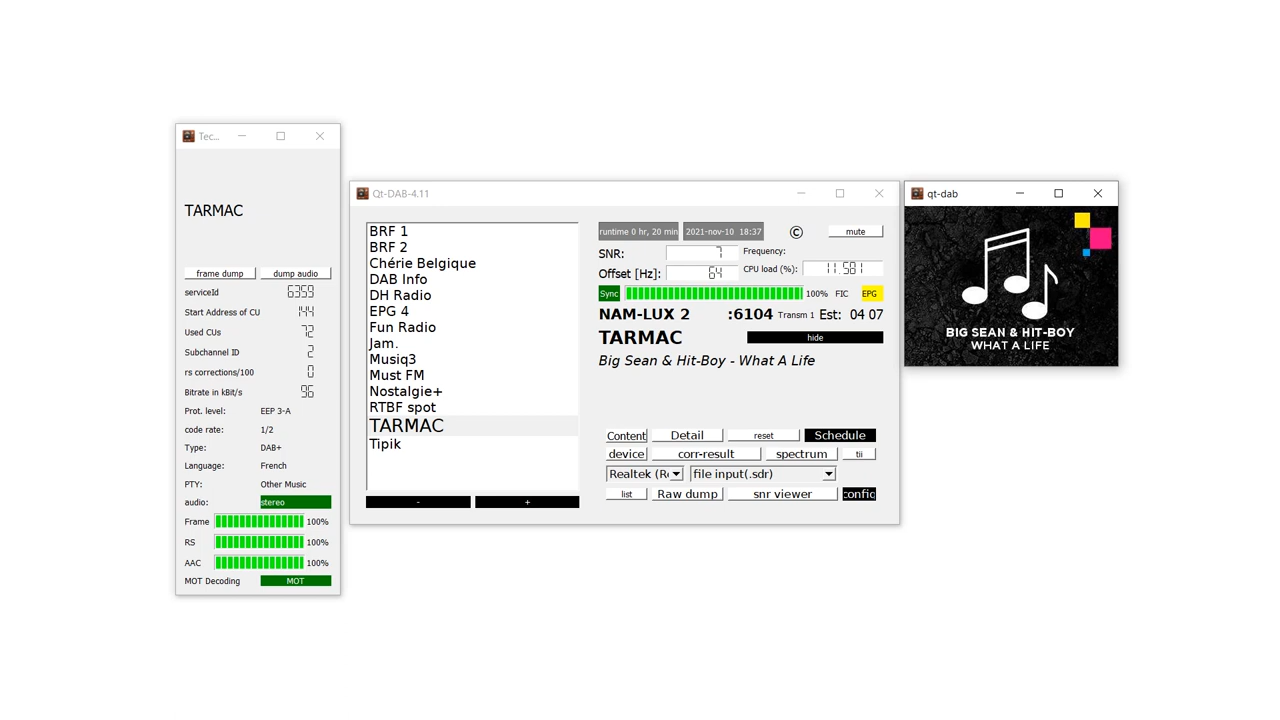 Tec...
TARMAC
frame dump
dump audio
serviceId 6359
Start Address of CU 144
Used CUs 72
Subchannel ID 2
rs corrections/100 0
Bitrate in kBit/s 96
Prot. level: EEP 3-A
code rate: 1/2
Type: DAB+
Language: French
PTY: Other Music
audio: stereo
Frame 100%
RS 100%
AAC 100%
MOT Decoding MOT
Qt-DAB-4.11
BRF 1
BRF 2
Chérie Belgique
DAB Info
DH Radio
EPG 4
Fun Radio
Jam.
Musiq3
Must FM
Nostalgie+
RTBF spot
TARMAC
Tipik
- +
runtime 0 hr, 20 min 2021-nov-10 18:37 © mute
SNR: 7 Frequency:
Offset [Hz]: 64 CPU load (%): 11.581
Sync 100% FIC EPG
NAM-LUX 2 :6104 Transm 1 Est: 04 07
TARMAC hide
Big Sean & Hit-Boy - What A Life
Content Detail reset Schedule
device corr-result spectrum tii
Realtek (R file input(.sdr)
list Raw dump snr viewer config
qt-dab
BIG SEAN & HIT-BOY
WHAT A LIFE